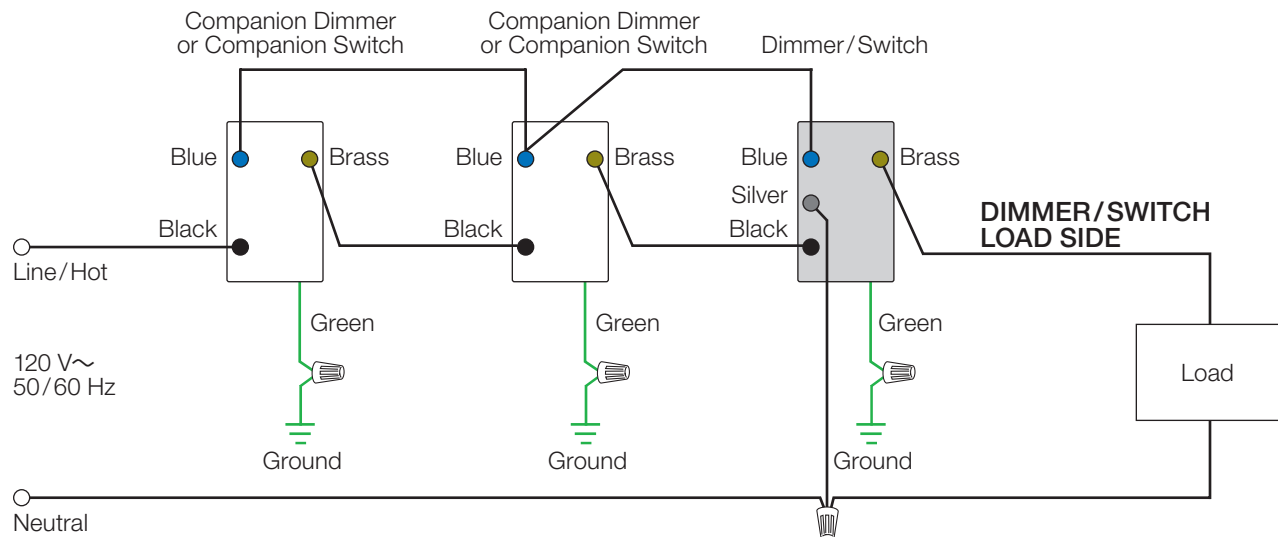 Companion Dimmer
or Companion Switch
Companion Dimmer
or Companion Switch
Dimmer/Switch
Blue
Brass
Blue
Brass
Blue
Brass
Silver
Black
Black
Black
DIMMER/SWITCH
LOAD SIDE
Line/Hot
Green
Green
Green
120 V~
50/60 Hz
Load
Ground
Ground
Ground
Neutral